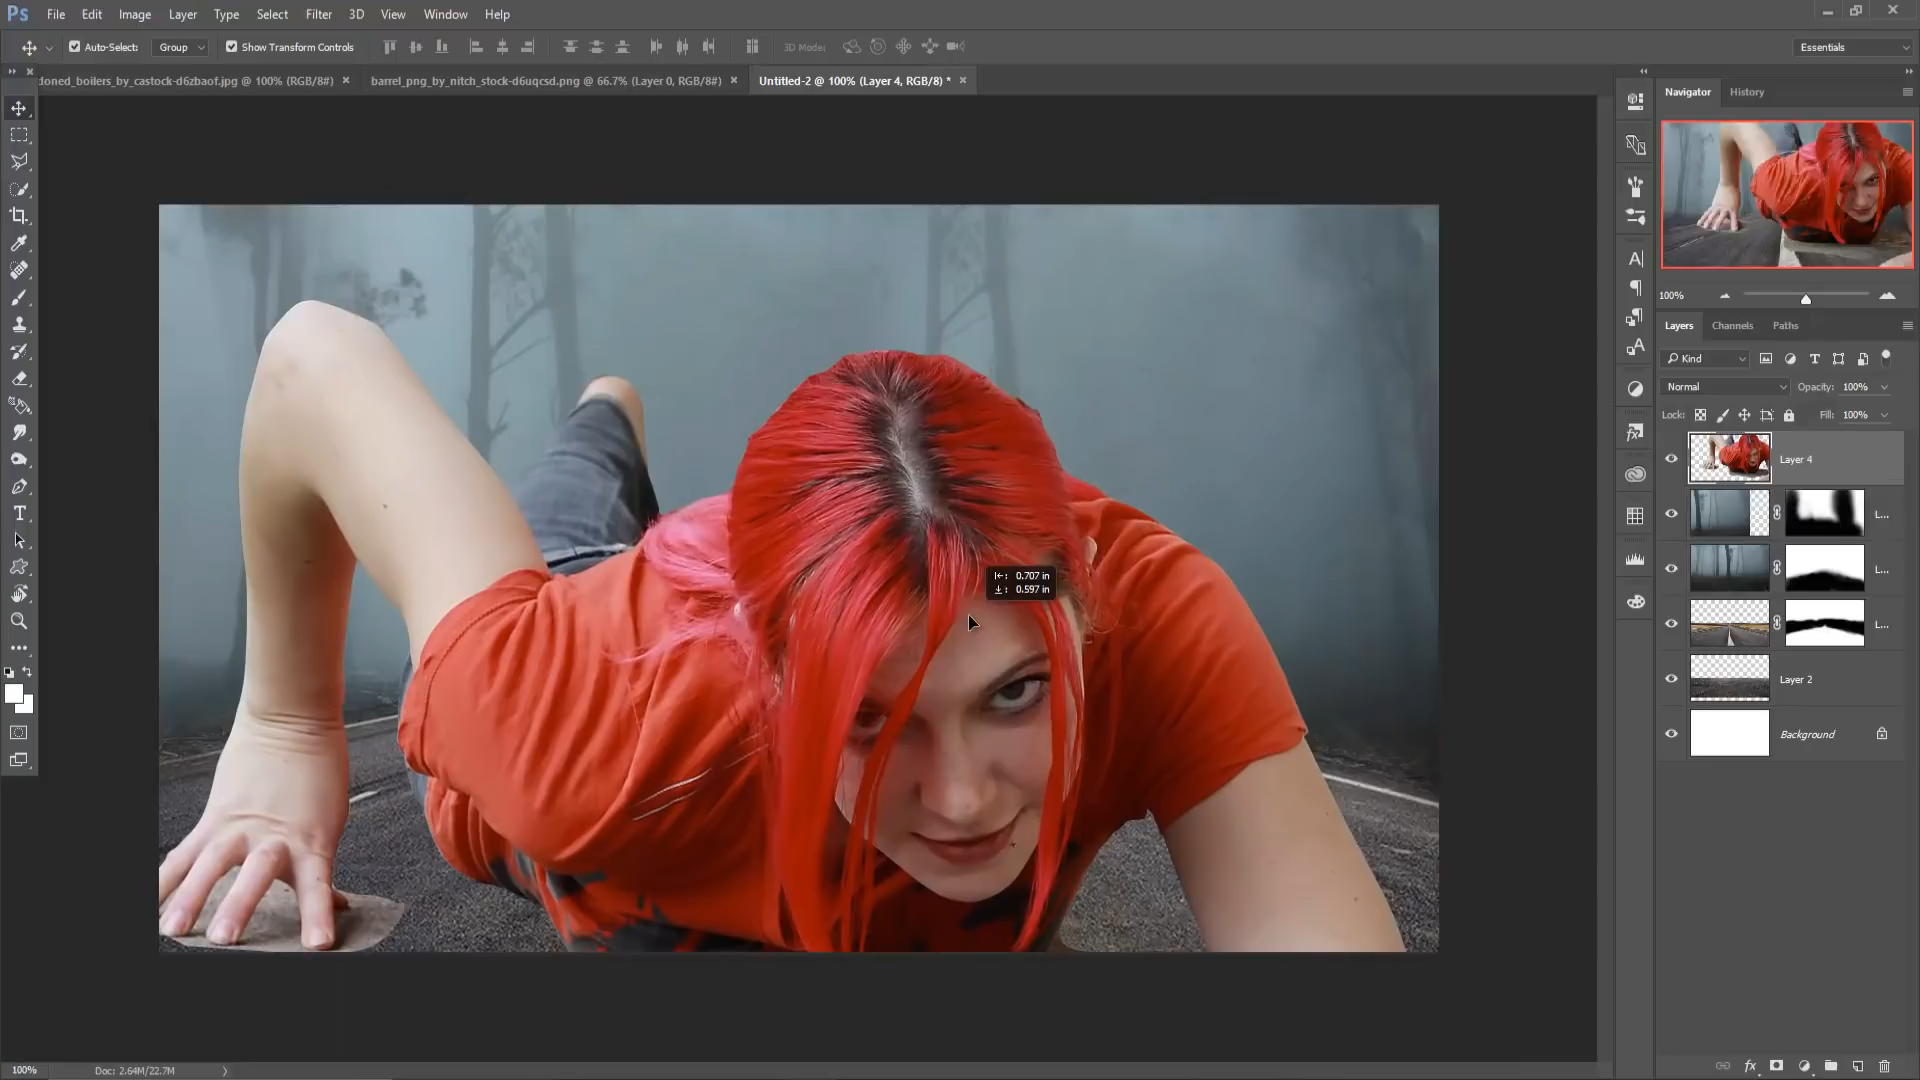 Ps File Edit Image Layer Type Select Filter 3D View Window Help
Auto-Select: Group Show Transform Controls 3D Mode: Essentials
doned_boilers_by_castock-d6zbaof.jpg @ 100% (RGB/8#) × barrel_png_by_nitch_stock-d6uqcsd.png @ 66.7% (Layer 0, RGB/8#) × Untitled-2 @ 100% (Layer 4, RGB/8) * ×
Navigator History
100%
Layers Channels Paths
Kind
Normal Opacity: 100%
Lock: Fill: 100%
Layer 4
L...
L...
L...
Layer 2
Background
0.707 in
0.597 in
100% Doc: 2.64M/22.7M